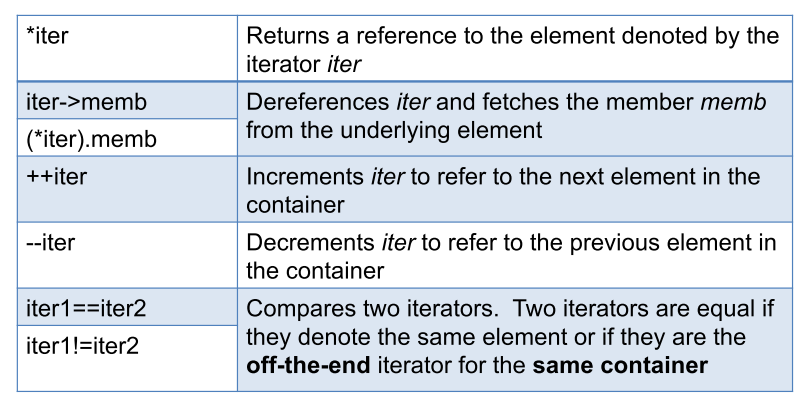 *iter
Returns a reference to the element denoted by the
iterator iter
iter->memb
(*iter).memb
Dereferences iter and fetches the member memb
from the underlying element
++iter
Increments iter to refer to the next element in the
container
--iter
Decrements iter to refer to the previous element in
the container
iter1==iter2
iter1!=iter2
Compares two iterators.  Two iterators are equal if
they denote the same element or if they are the
off-the-end iterator for the same container